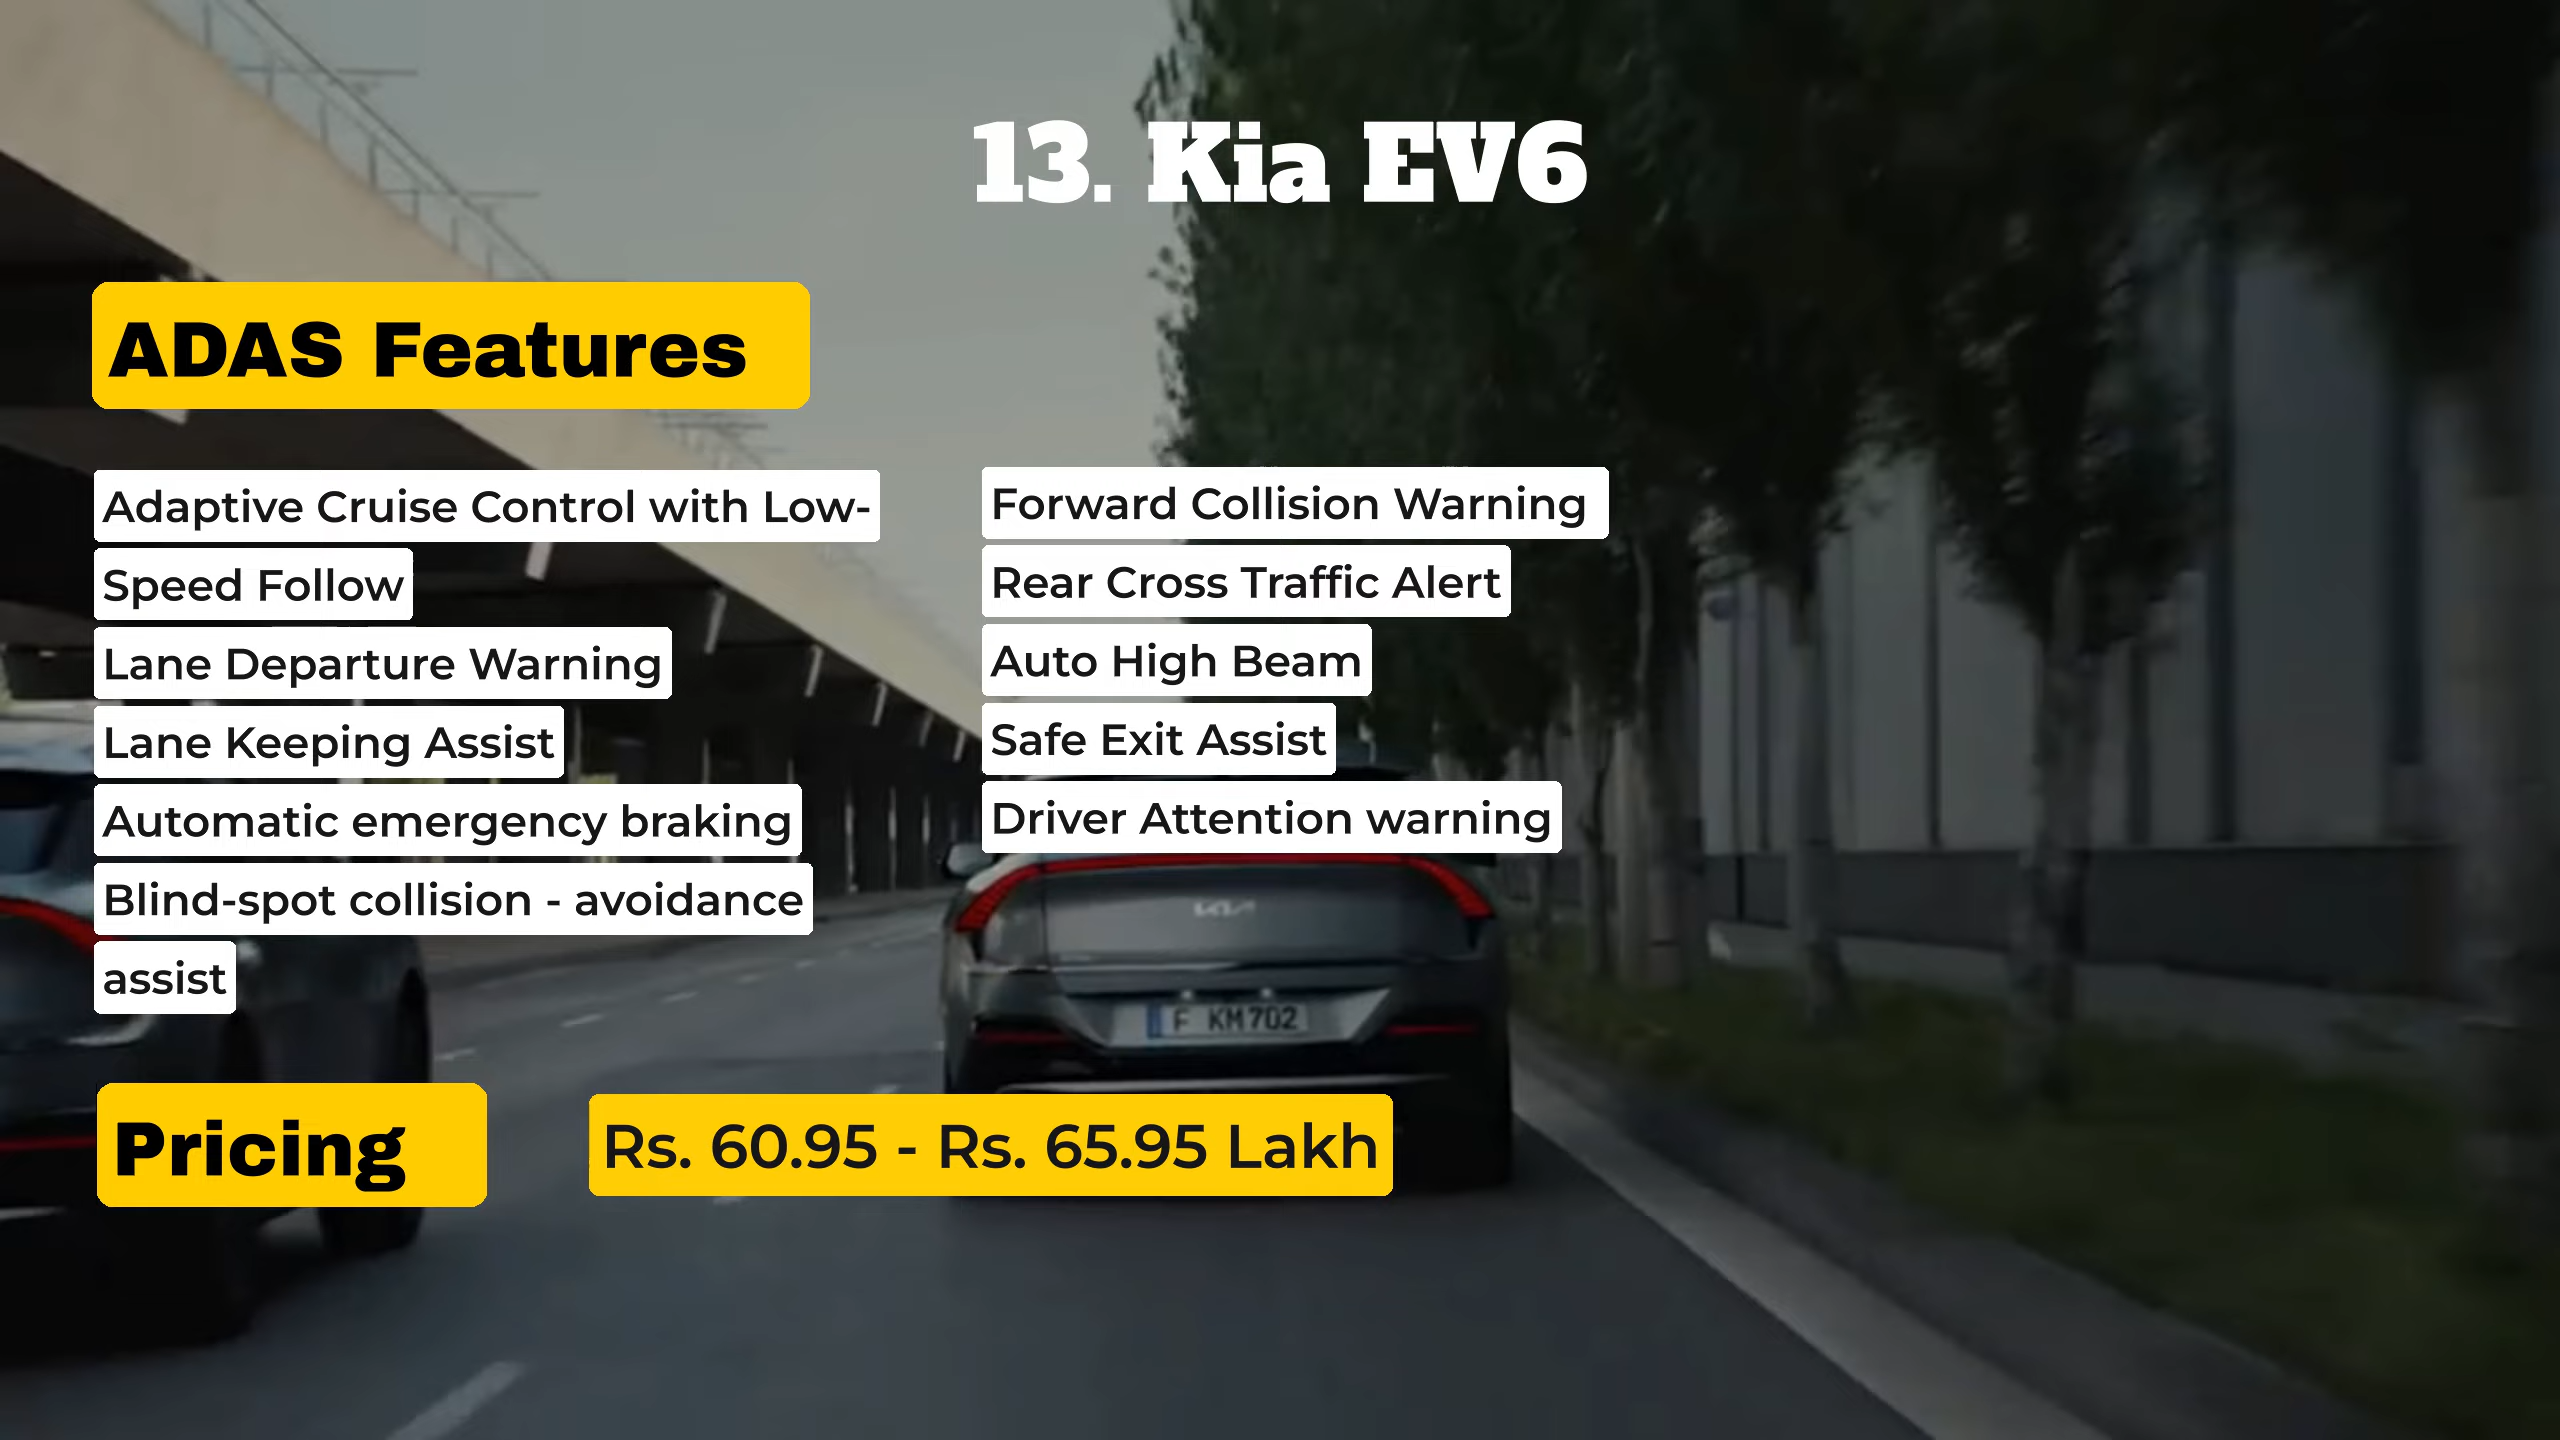 13. Kia EV6
ADAS Features
Adaptive Cruise Control with Low-
Speed Follow
Lane Departure Warning
Lane Keeping Assist
Automatic emergency braking
Blind-spot collision - avoidance
assist
Forward Collision Warning
Rear Cross Traffic Alert
Auto High Beam
Safe Exit Assist
Driver Attention warning
KIA
F KM702
Pricing
Rs. 60.95 - Rs. 65.95 Lakh